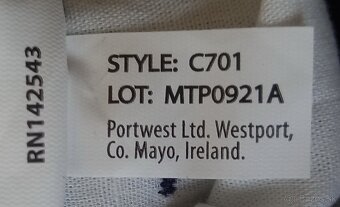 RN142543
STYLE: C701
LOT: MTP0921A
Portwest Ltd. Westport,
Co. Mayo, Ireland.